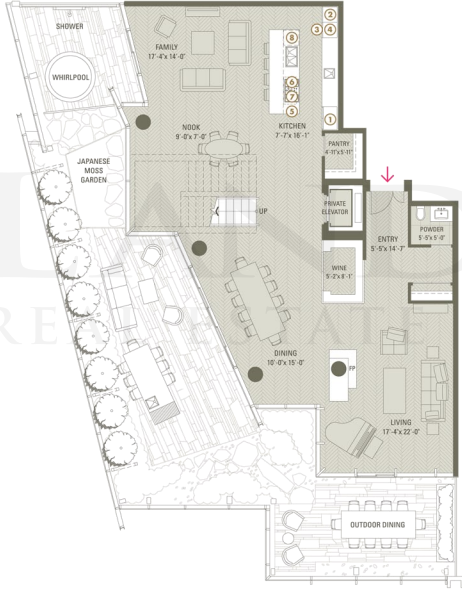 SHOWER
WHIRLPOOL
FAMILY
17'-4"x 14'-0"
2
3 4
8
6
7
5
1
NOOK
9'-0"x 7'-0"
KITCHEN
7'-7"x 16'-1"
PANTRY
4'-11"x 5'-11"
JAPANESE
MOSS
GARDEN
UP
PRIVATE
ELEVATOR
ENTRY
5'-5"x 14'-7"
POWDER
5'-5"x 5'-0"
WINE
5'-2"x 8'-1"
LAND
REAL ESTATE
DINING
10'-0"x 15'-0"
FP
LIVING
17'-4"x 22'-0"
OUTDOOR DINING